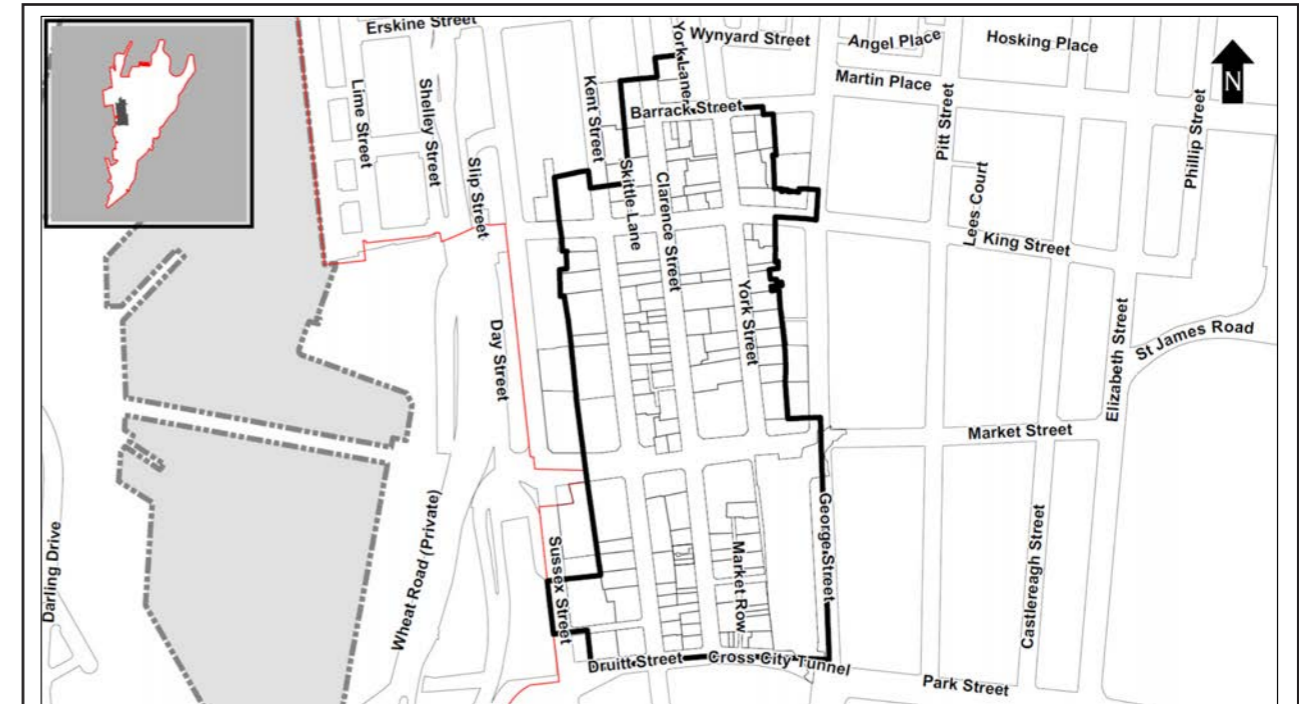 Erskine Street
York Lane
Wynyard Street
Angel Place
Hosking Place
Martin Place
N
Lime Street
Shelley Street
Kent Street
Barrack Street
Pitt Street
Phillip Street
Slip Street
Skittle Lane
Clarence Street
Lees Court
King Street
Day Street
York Street
Elizabeth Street
St James Road
Market Street
Darling Drive
Wheat Road (Private)
Sussex Street
Market Row
George Street
Castlereagh Street
Druitt Street
Cross City Tunnel
Park Street